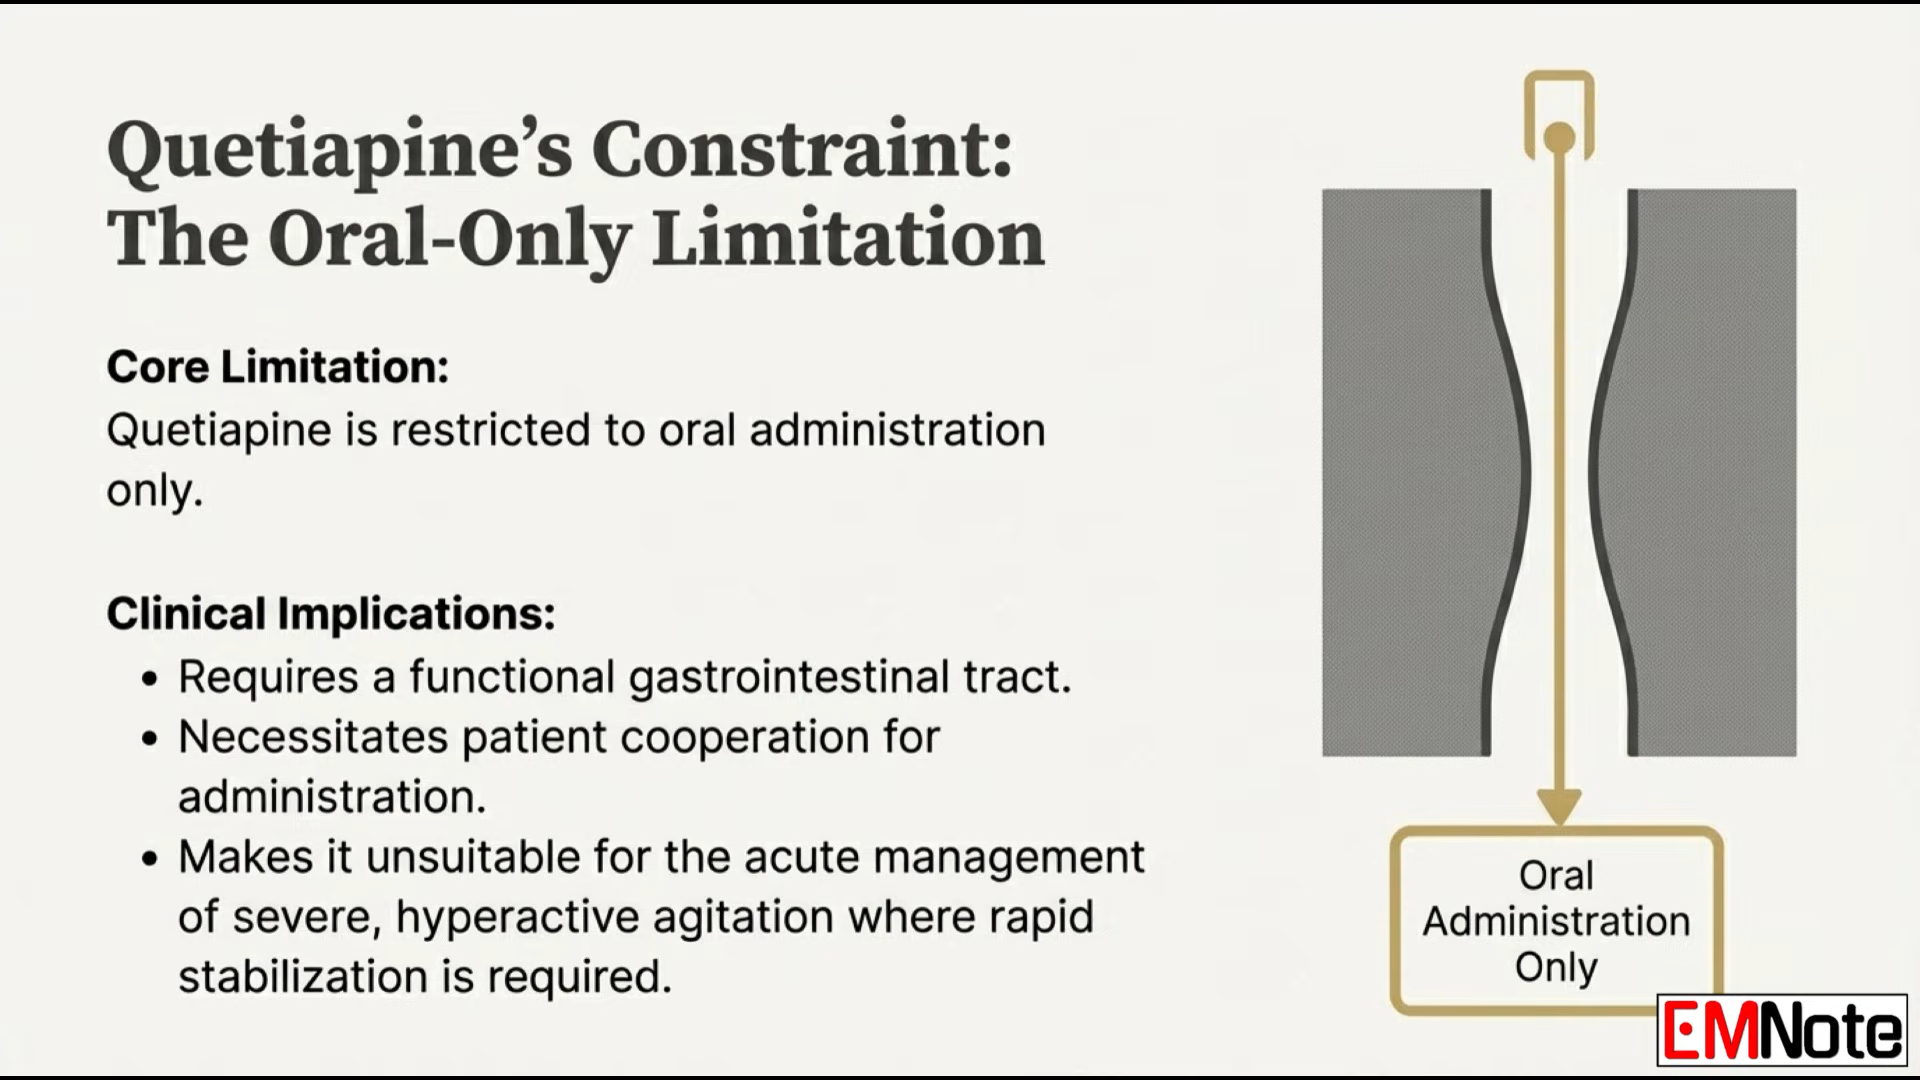 Quetiapine’s Constraint:
The Oral-Only Limitation
Core Limitation:
Quetiapine is restricted to oral administration
only.
Clinical Implications:
• Requires a functional gastrointestinal tract.
• Necessitates patient cooperation for
administration.
• Makes it unsuitable for the acute management
of severe, hyperactive agitation where rapid
stabilization is required.
Oral
Administration
Only
EMNote